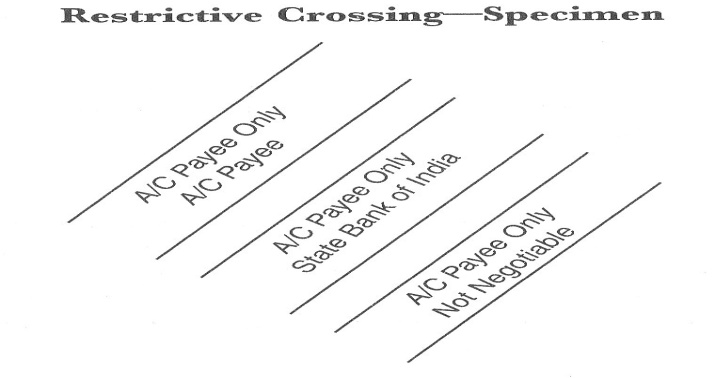 Restrictive Crossing—Specimen
A/C Payee Only
A/C Payee
A/C Payee Only
State Bank of India
A/C Payee Only
Not Negotiable